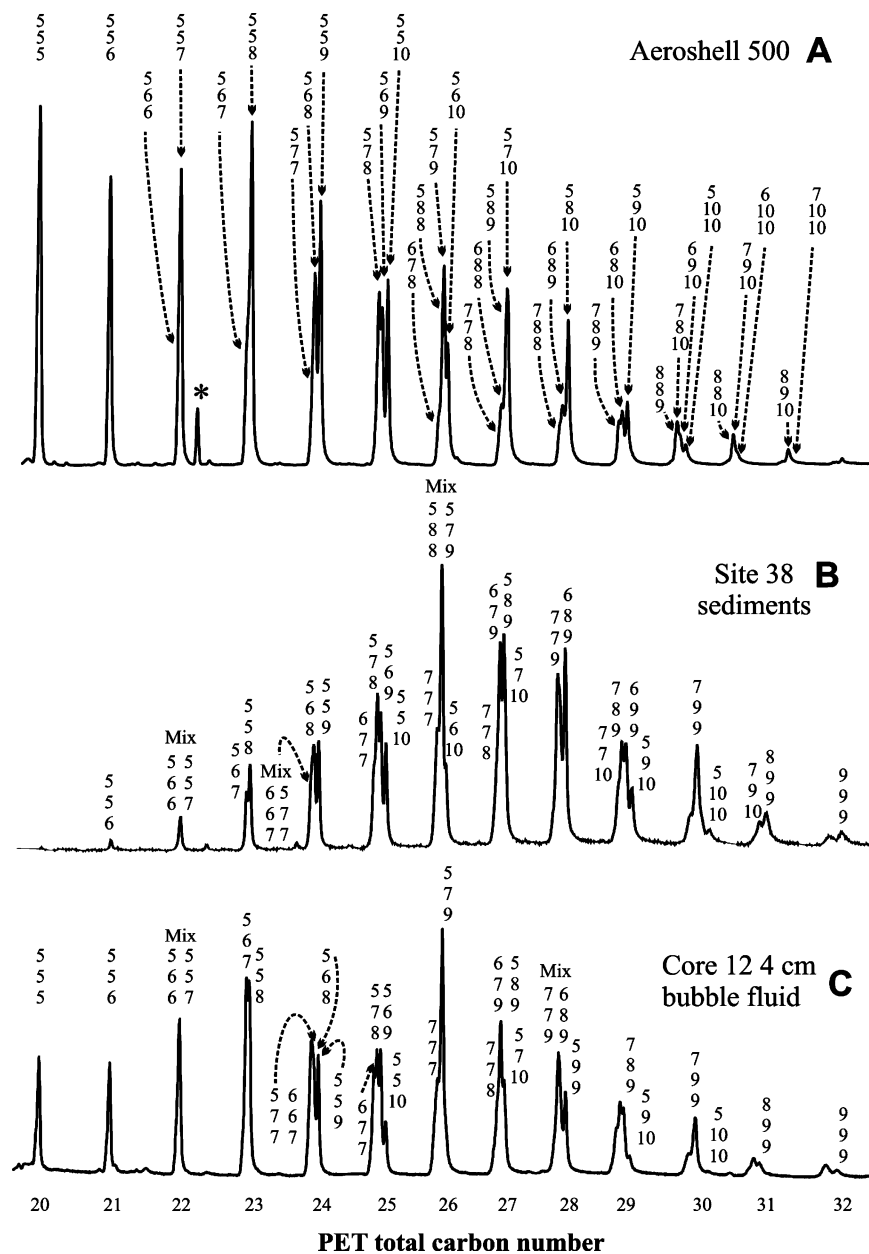 Aeroshell 500
A
5 5 5
5 5 6
5 6 6
5 5 7
5 6 7
5 5 8
5 7 7
5 6 8
5 5 9
5 7 8
5 6 9
5 5 10
6 7 8
5 8 8
5 7 9
5 6 10
7 7 8
6 8 8
5 8 9
5 7 10
7 8 8
6 8 9
5 8 10
7 8 9
6 8 10
5 9 10
8 8 9
7 8 10
6 9 10
5 10 10
8 8 10
7 9 10
6 10 10
8 9 10
7 10 10
*
Site 38
sediments
B
5 5 6
Mix
5 6 6
5 5 7
5 6 7
5 5 8
Mix
6 6 7
5 7 7
5 6 8
5 5 9
6 7 7
5 7 8
5 6 9
5 5 10
7 7 7
Mix
5 8 8
5 7 9
5 6 10
7 7 8
6 7 9
5 8 9
5 7 10
7 7 9
6 8 9
7 7 10
7 8 9
6 9 9
5 9 10
7 9 9
5 10 10
7 9 10
8 9 9
9 9 9
Core 12 4 cm
bubble fluid
C
5 5 5
5 5 6
Mix
5 6 6
5 5 7
5 6 7
5 5 8
5 7 7
6 6 7
5 6 8
5 5 9
6 7 7
5 7 8
5 6 9
5 5 10
7 7 7
5 7 9
7 7 8
6 7 9
5 8 9
5 7 10
Mix
7 7 9
6 8 9
5 9 9
7 8 9
5 9 10
7 9 9
5 10 10
8 9 9
9 9 9
20 21 22 23 24 25 26 27 28 29 30 31 32
PET total carbon number